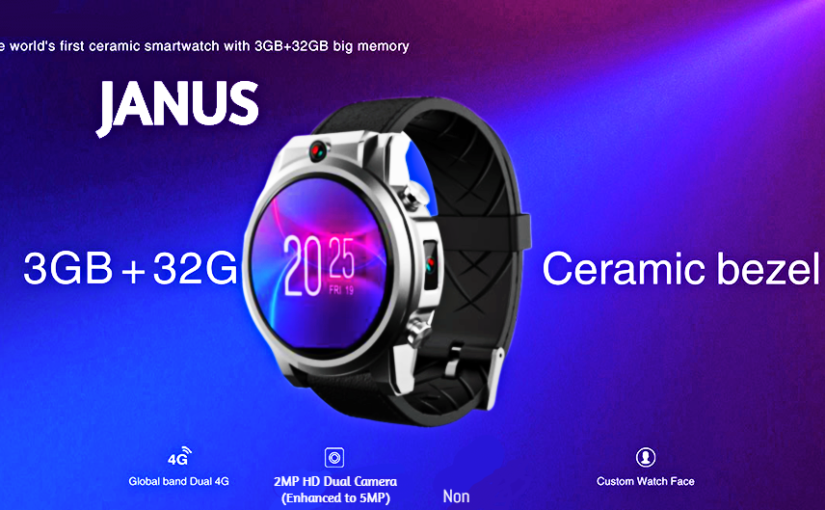 e world's first ceramic smartwatch with 3GB+32GB big memory
JANUS
3GB + 32G
20 25
FRI 19
Ceramic bezel
4G
Global band Dual 4G
2MP HD Dual Camera
(Enhanced to 5MP)
Non
Custom Watch Face